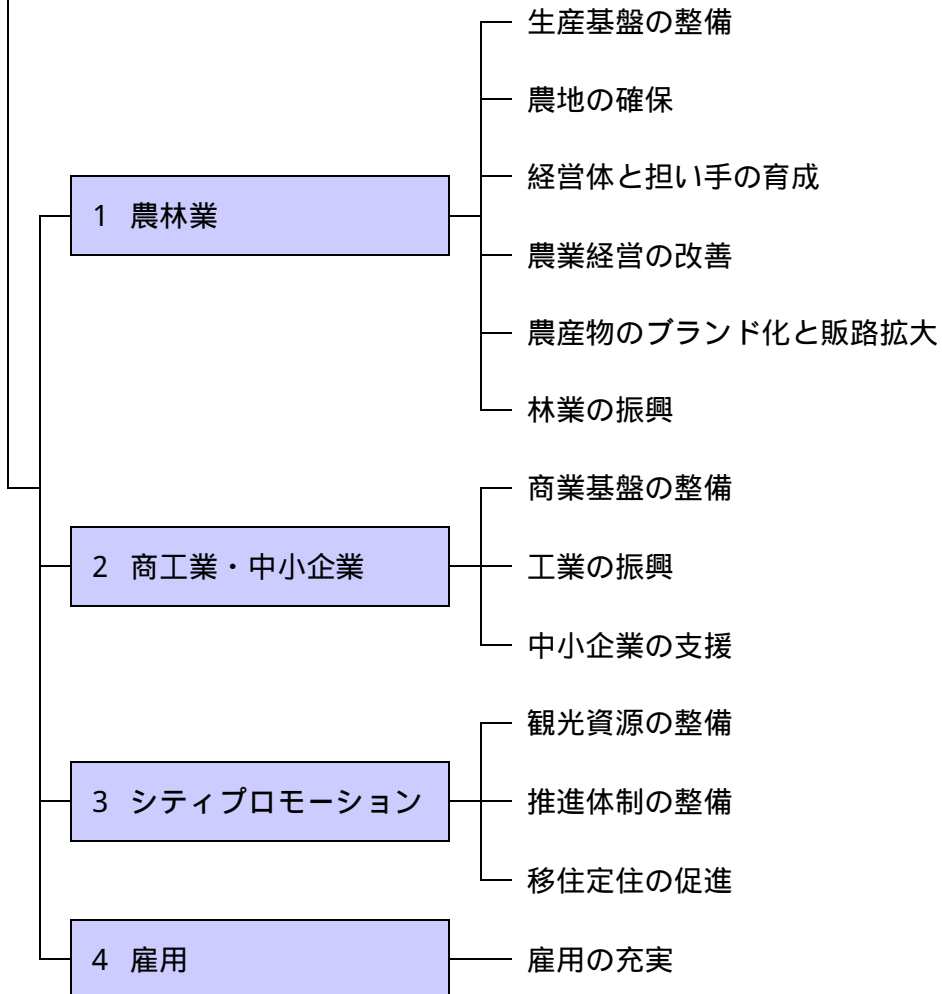 生産基盤の整備
農地の確保
経営体と担い手の育成
1 農林業
農業経営の改善
農産物のブランド化と販路拡大
林業の振興
商業基盤の整備
2 商工業・中小企業
工業の振興
中小企業の支援
観光資源の整備
3 シティプロモーション
推進体制の整備
移住定住の促進
4 雇用
雇用の充実